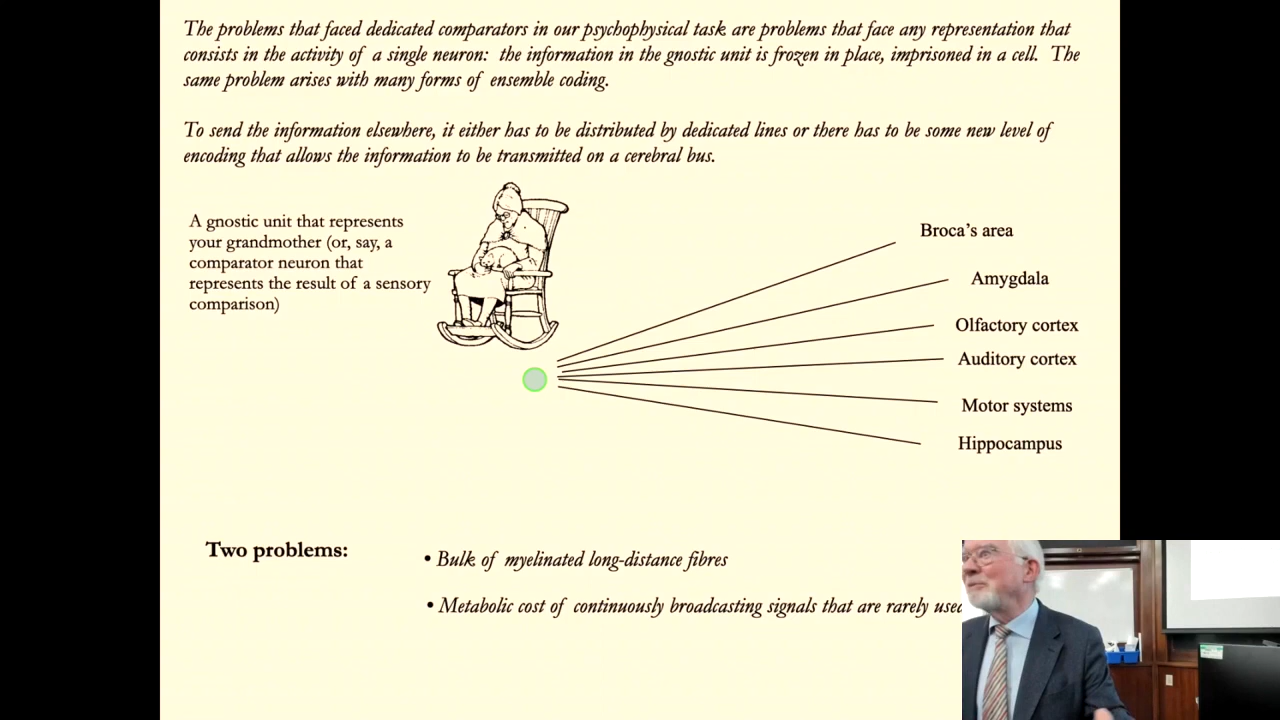 The problems that faced dedicated comparators in our psychophysical task are problems that face any representation that
consists in the activity of a single neuron: the information in the gnostic unit is frozen in place, imprisoned in a cell. The
same problem arises with many forms of ensemble coding.
To send the information elsewhere, it either has to be distributed by dedicated lines or there has to be some new level of
encoding that allows the information to be transmitted on a cerebral bus.
A gnostic unit that represents
your grandmother (or, say, a
comparator neuron that
represents the result of a sensory
comparison)
Broca's area
Amygdala
Olfactory cortex
Auditory cortex
Motor systems
Hippocampus
Two problems:
• Bulk of myelinated long-distance fibres
• Metabolic cost of continuously broadcasting signals that are rarely used